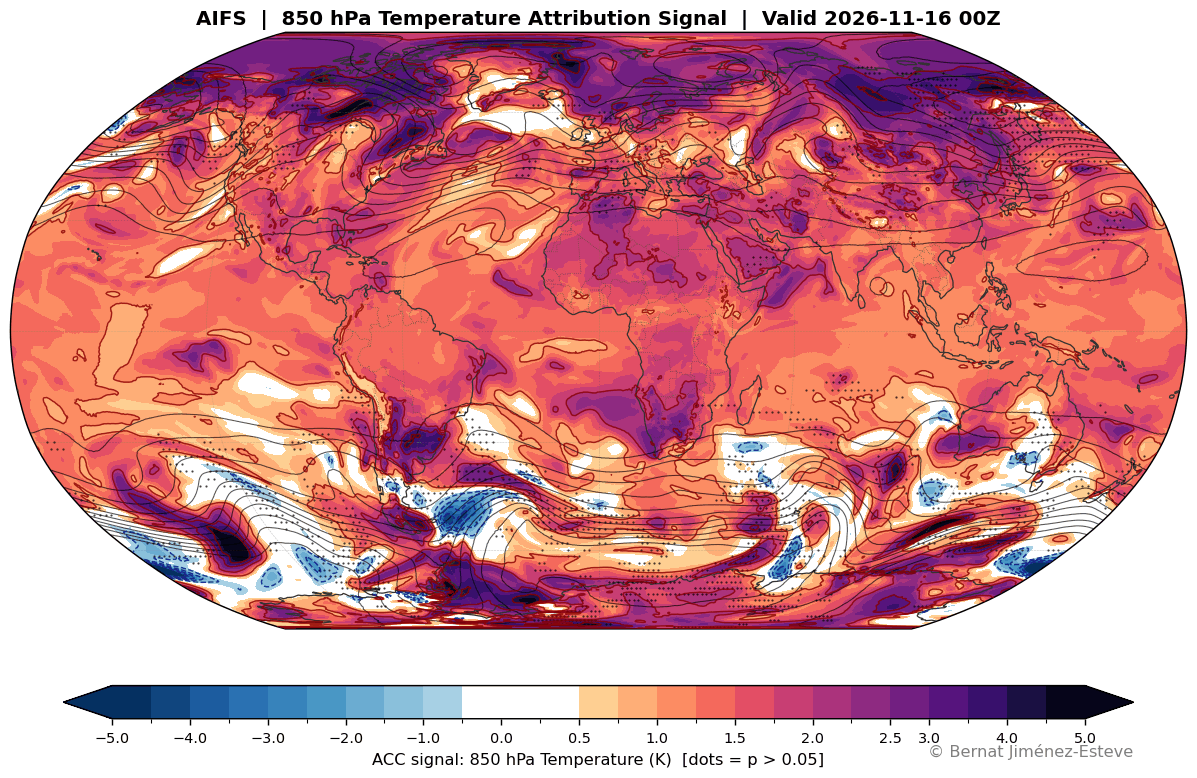 AIFS | 850 hPa Temperature Attribution Signal | Valid 2026-11-16 00Z
−5.0 −4.0 −3.0 −2.0 −1.0 0.0 0.5 1.0 1.5 2.0 2.5 3.0 4.0 5.0
ACC signal: 850 hPa Temperature (K) [dots = p > 0.05]
© Bernat Jiménez-Esteve